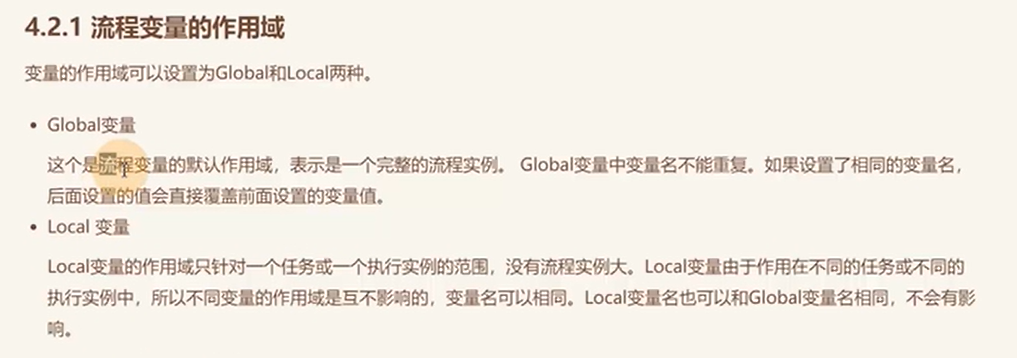 4.2.1 流程变量的作用域
变量的作用域可以设置为Global和Local两种。
• Global变量
这个是流程变量的默认作用域，表示是一个完整的流程实例。 Global变量中变量名不能重复。如果设置了相同的变量名，
后面设置的值会直接覆盖前面设置的变量值。
• Local 变量
Local变量的作用域只针对一个任务或一个执行实例的范围，没有流程实例大。Local变量由于作用在不同的任务或不同的
执行实例中，所以不同变量的作用域是互不影响的，变量名可以相同。Local变量名也可以和Global变量名相同，不会有影
响。